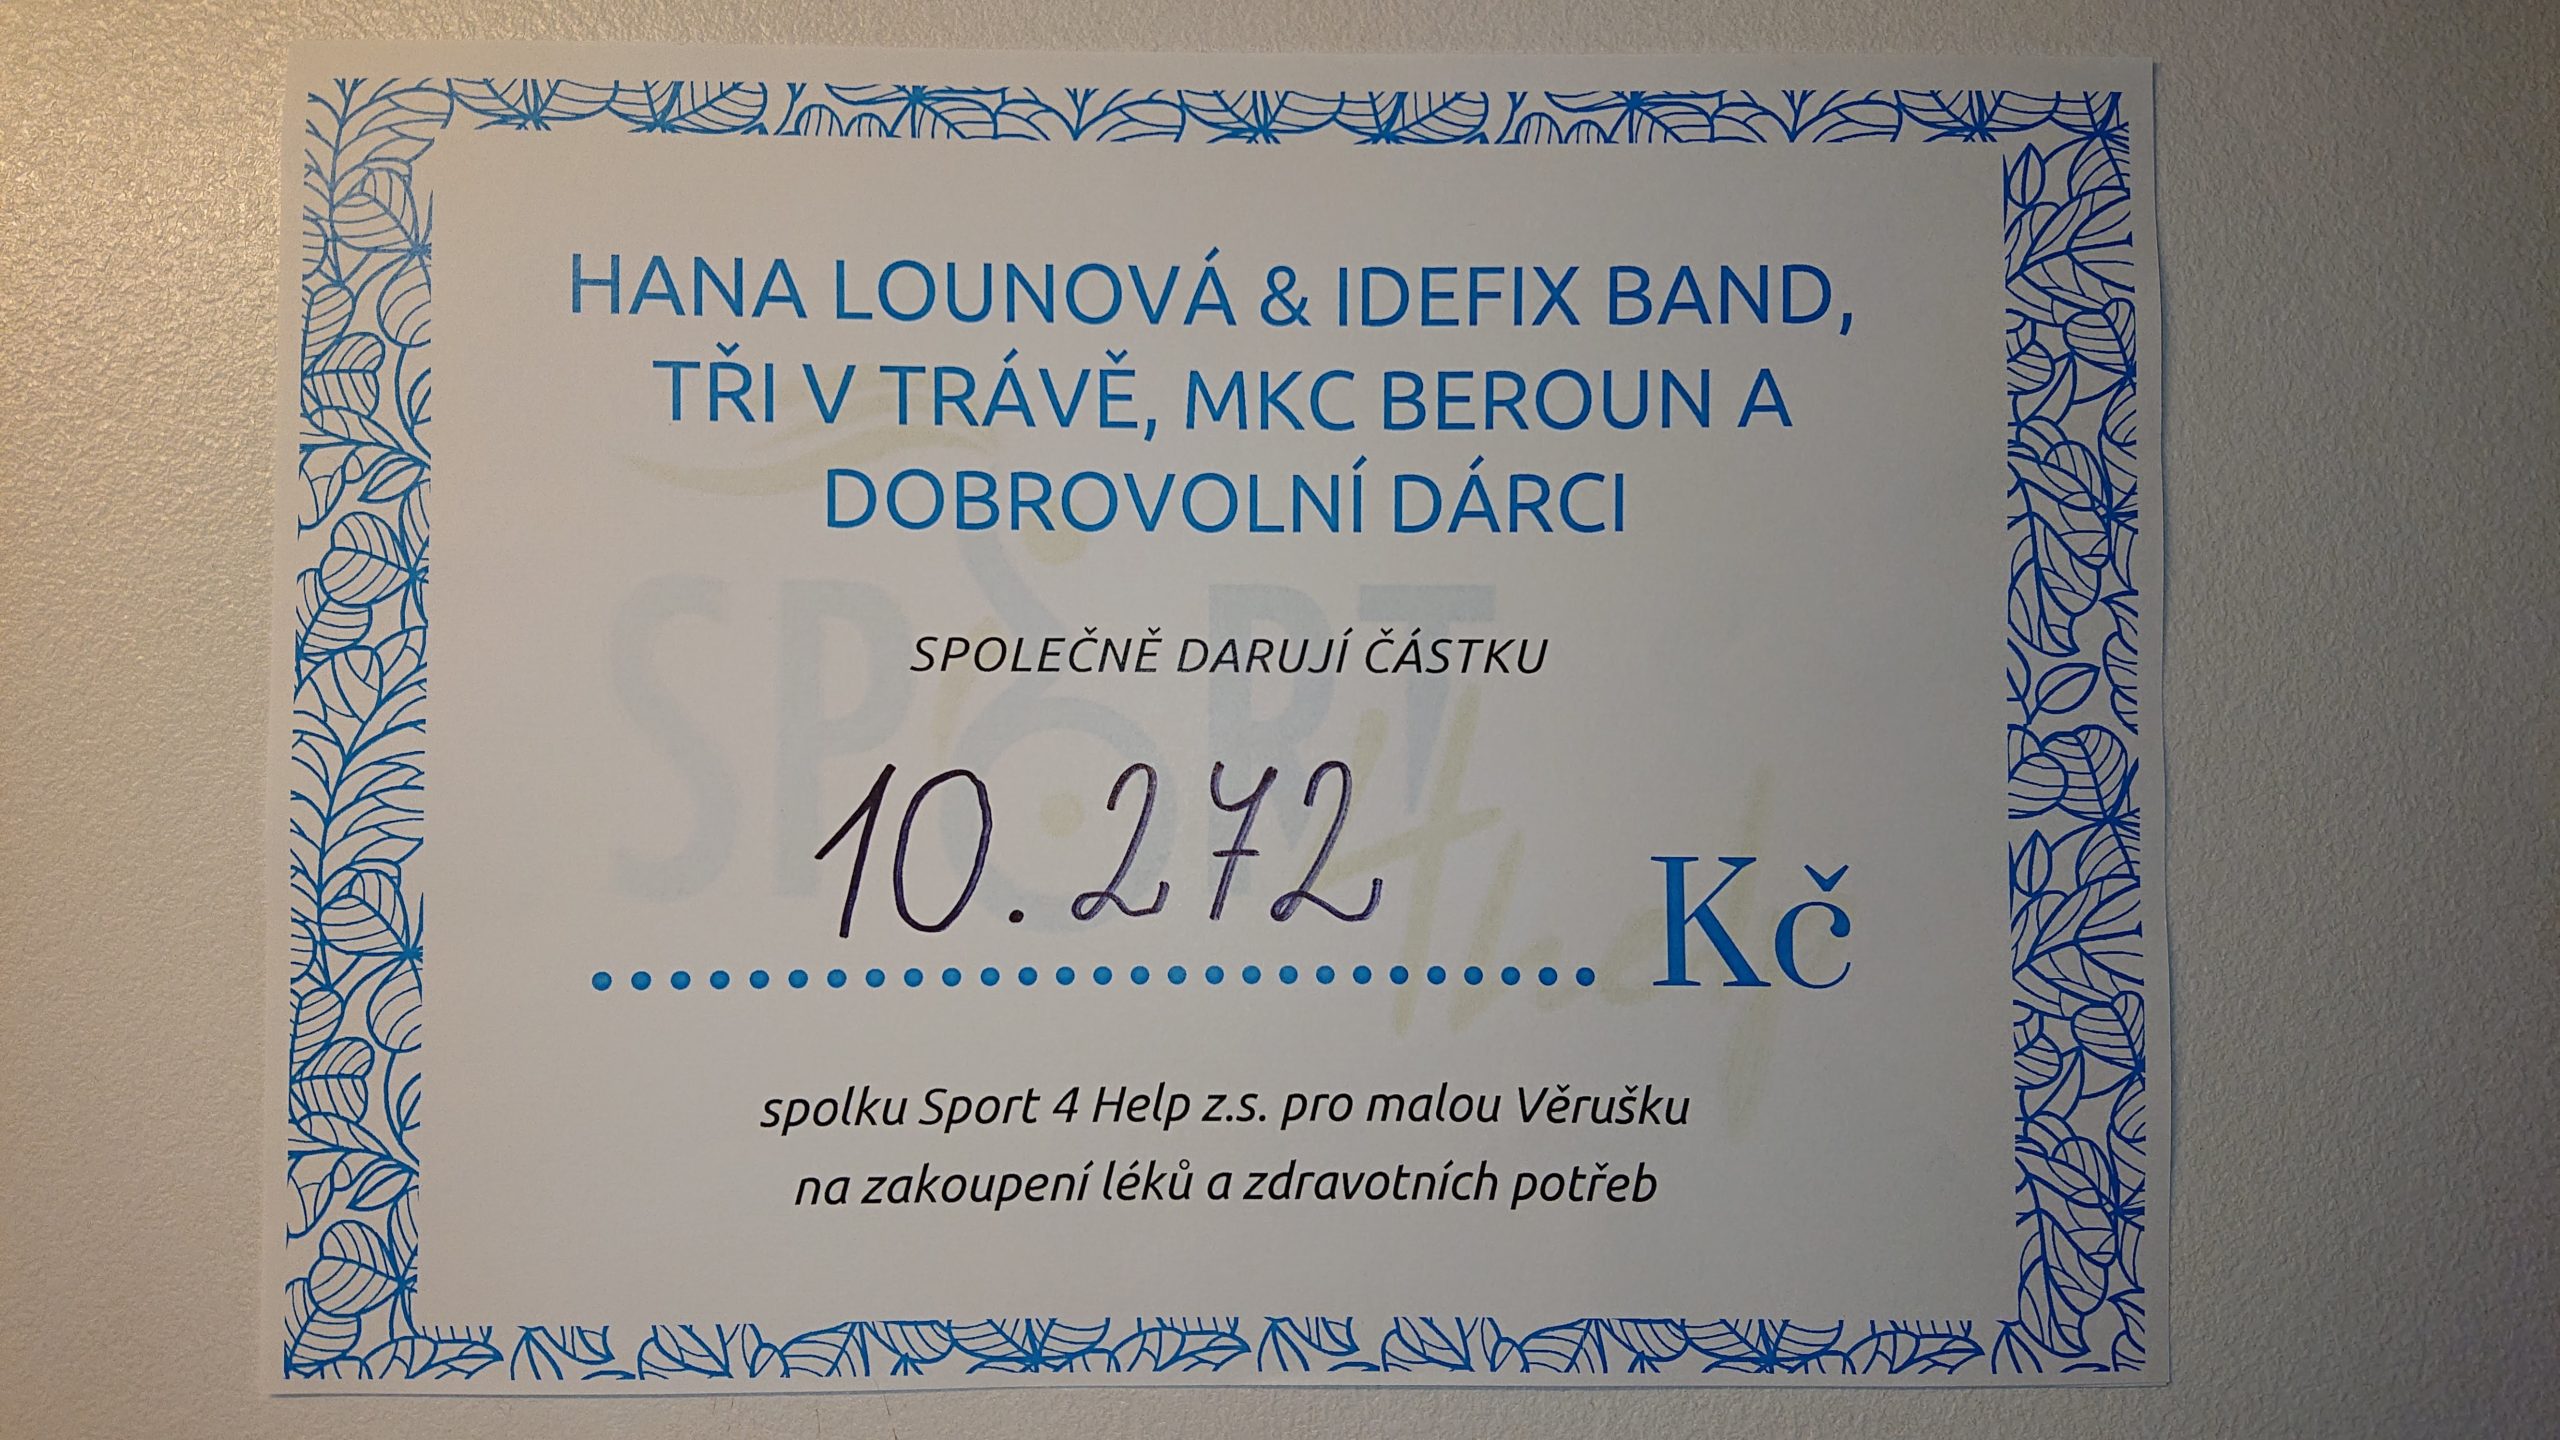 HANA LOUNOVÁ & IDEFIX BAND,
TŘI V TRÁVĚ, MKC BEROUN A
DOBROVOLNÍ DÁRCI
SPORT
SPOLEČNĚ DARUJÍ ČÁSTKU
10.272
.......................... Kč
spolku Sport 4 Help z.s. pro malou Věrušku
na zakoupení léků a zdravotních potřeb